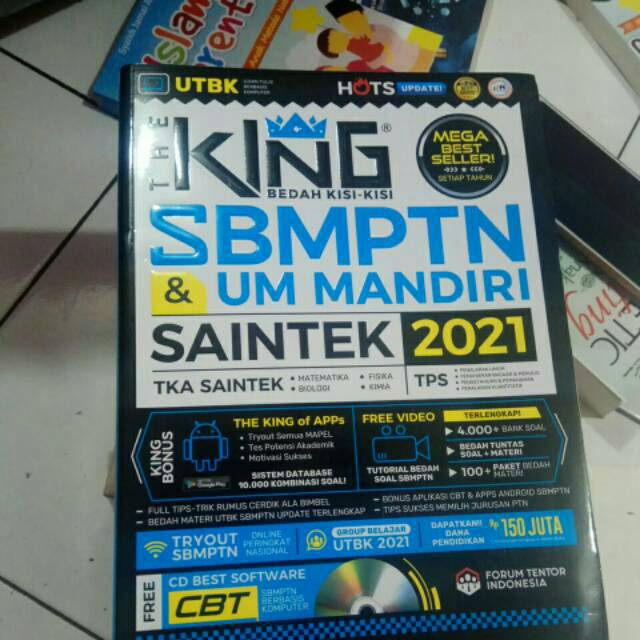 UTBK UJIAN TULIS BERBASIS KOMPUTER
HOTS UPDATE!
THE KING®
BEDAH KISI-KISI
MEGA BEST SELLER!
SETIAP TAHUN
SBMPTN
& UM MANDIRI
SAINTEK 2021
TKA SAINTEK • MATEMATIKA • FISIKA
• BIOLOGI • KIMIA
TPS
KING BONUS
THE KING of APPs
• Tryout Semua MAPEL
• Tes Potensi Akademik
• Motivasi Sukses
Google Play
SISTEM DATABASE
10.000 KOMBINASI SOAL!
FREE VIDEO
TUTORIAL BEDAH
SOAL SBMPTN
TERLENGKAP!
4.000+ BANK SOAL
BEDAH TUNTAS
SOAL + MATERI
100+ PAKET BEDAH MATERI
– FULL TIPS-TRIK RUMUS CERDIK ALA BIMBEL
– BEDAH MATERI UTBK SBMPTN UPDATE TERLENGKAP
– BONUS APLIKASI CBT & APPS ANDROID SBMPTN
– TIPS SUKSES MEMILIH JURUSAN PTN
TRYOUT SBMPTN
ONLINE PERINGKAT NASIONAL
GROUP BELAJAR
UTBK 2021
DAPATKAN!! DANA PENDIDIKAN
Rp 150 JUTA
FREE
CD BEST SOFTWARE
CBT SBMPTN BERBASIS KOMPUTER
FORUM TENTOR
INDONESIA